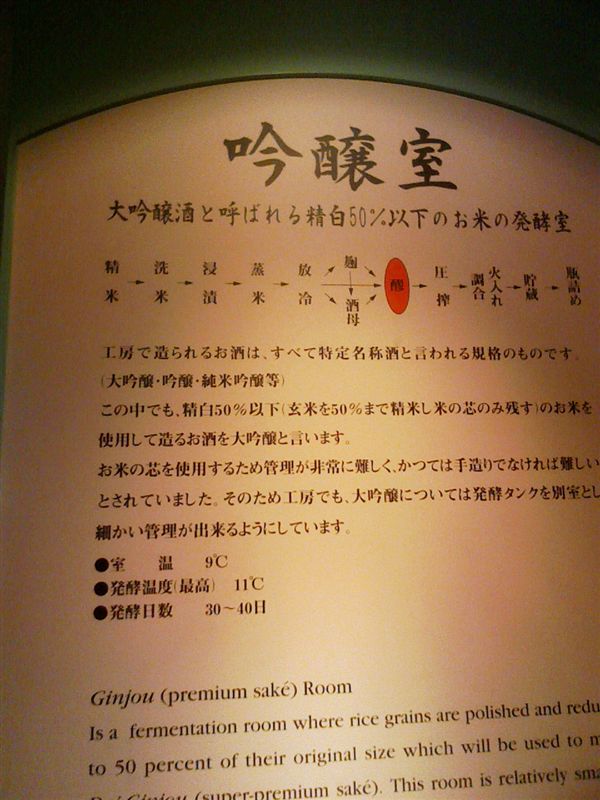 吟醸室
大吟醸酒と呼ばれる精白50%以下のお米の発酵室
精米→洗米→浸漬→蒸米→放冷→麹→酒母→醪→圧搾→調合→火入れ→貯蔵→瓶詰め
工房で造られるお酒は、すべて特定名称酒と言われる規格のものです。
(大吟醸・吟醸・純米吟醸等)
この中でも、精白50%以下(玄米を50%まで精米し米の芯のみ残す)のお米を
使用して造るお酒を大吟醸と言います。
お米の芯を使用するため管理が非常に難しく、かつては手造りでなければ難しい
とされていました。そのため工房でも、大吟醸については発酵タンクを別室とし
細かい管理が出来るようにしています。
●室　温　9℃
●発酵温度(最高)　11℃
●発酵日数　30〜40日
Ginjou (premium saké) Room
Is a fermentation room where rice grains are polished and redu
to 50 percent of their original size which will be used to m
Ginjou (super-premium saké). This room is relatively sma